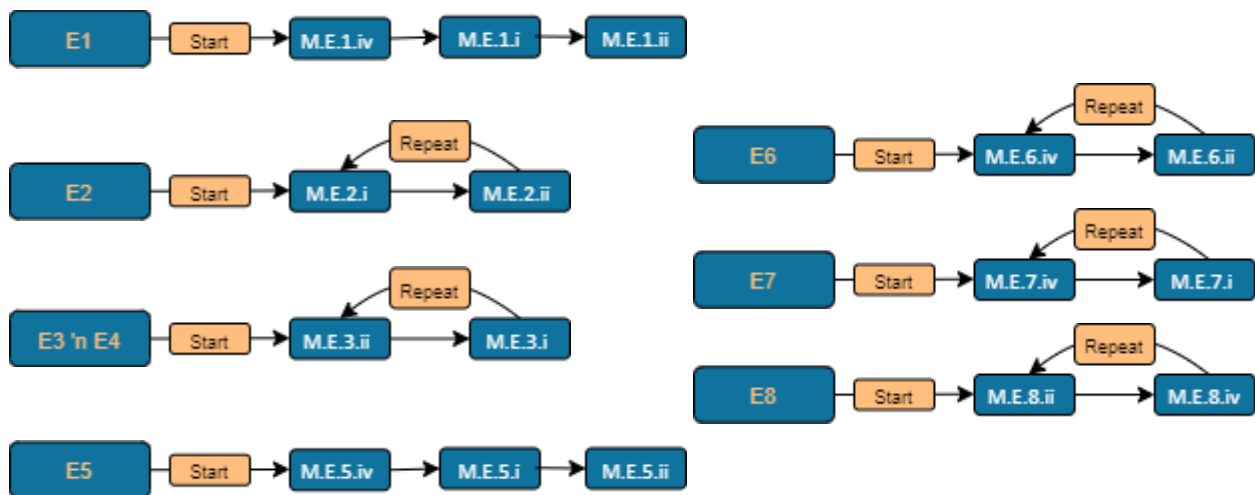 E1 Start M.E.1.iv M.E.1.i M.E.1.ii
Repeat
E2 Start M.E.2.i M.E.2.ii
Repeat
E3 'n E4 Start M.E.3.ii M.E.3.i
E5 Start M.E.5.iv M.E.5.i M.E.5.ii
Repeat
E6 Start M.E.6.iv M.E.6.ii
Repeat
E7 Start M.E.7.iv M.E.7.i
Repeat
E8 Start M.E.8.ii M.E.8.iv